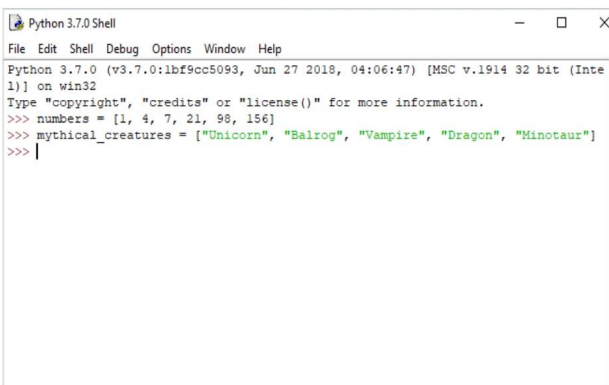 Python 3.7.0 Shell
File Edit Shell Debug Options Window Help
Python 3.7.0 (v3.7.0:1bf9cc5093, Jun 27 2018, 04:06:47) [MSC v.1914 32 bit (Inte
l)] on win32
Type "copyright", "credits" or "license()" for more information.
>>> numbers = [1, 4, 7, 21, 98, 156]
>>> mythical_creatures = ["Unicorn", "Balrog", "Vampire", "Dragon", "Minotaur"]
>>>